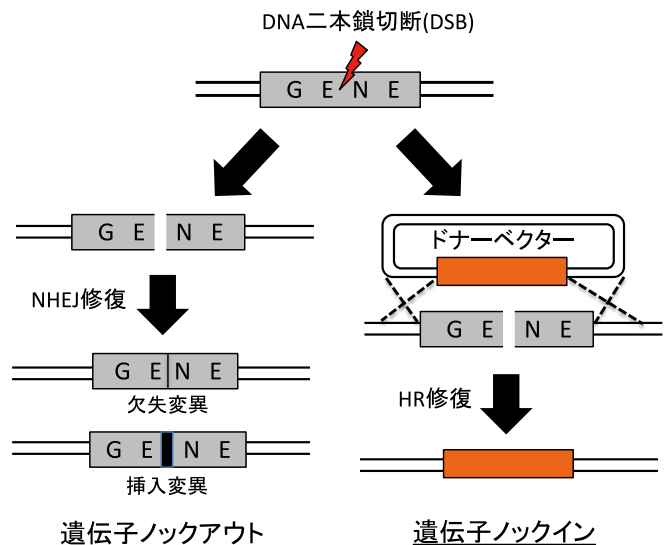 DNA二本鎖切断(DSB)
G E N E
G E N E
NHEJ修復
G E N E
欠失変異
G E N E
挿入変異
遺伝子ノックアウト
ドナーベクター
G E N E
HR修復
遺伝子ノックイン